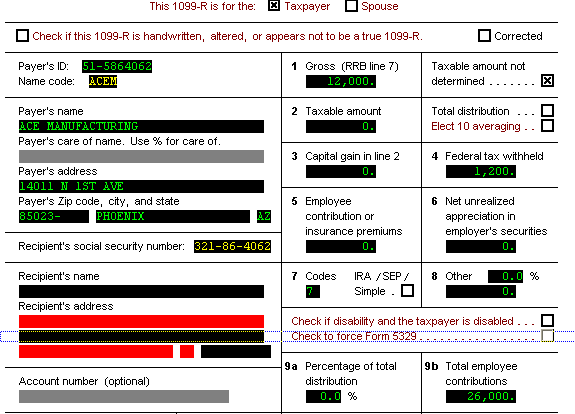 This 1099-R is for the: Taxpayer Spouse
Check if this 1099-R is handwritten, altered, or appears not to be a true 1099-R. Corrected
Payer's ID: 51-5864062
Name code: ACEM
1 Gross (RRB line 7)
12,000.
Taxable amount not
determined . . . . . . .
Payer's name
ACE MANUFACTURING
Payer's care of name. Use % for care of.
Payer's address
14011 N 1ST AVE
Payer's Zip code, city, and state
85023- PHOENIX AZ
2 Taxable amount
0.
Total distribution . . .
Elect 10 averaging . .
3 Capital gain in line 2
0.
4 Federal tax withheld
1,200.
5 Employee
contribution or
insurance premiums
0.
6 Net unrealized
appreciation in
employer's securities
0.
Recipient's social security number: 321-86-4062
Recipient's name
Recipient's address
7 Codes IRA /SEP /
7 Simple .
8 Other 0.0 %
0.
Check if disability and the taxpayer is disabled . . .
Check to force Form 5329 . . . . . . . . . . . . . . . . . . . .
Account number (optional)
9a Percentage of total
distribution
0.0 %
9b Total employee
contributions
26,000.